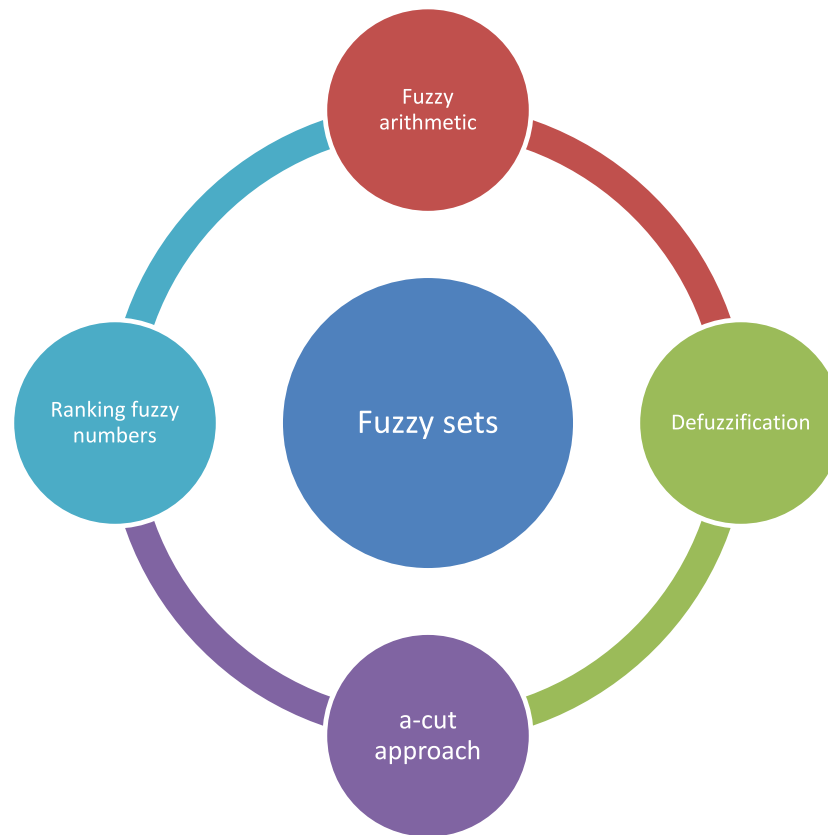 Fuzzy
arithmetic
Ranking fuzzy
numbers
Fuzzy sets
Defuzzification
a-cut
approach